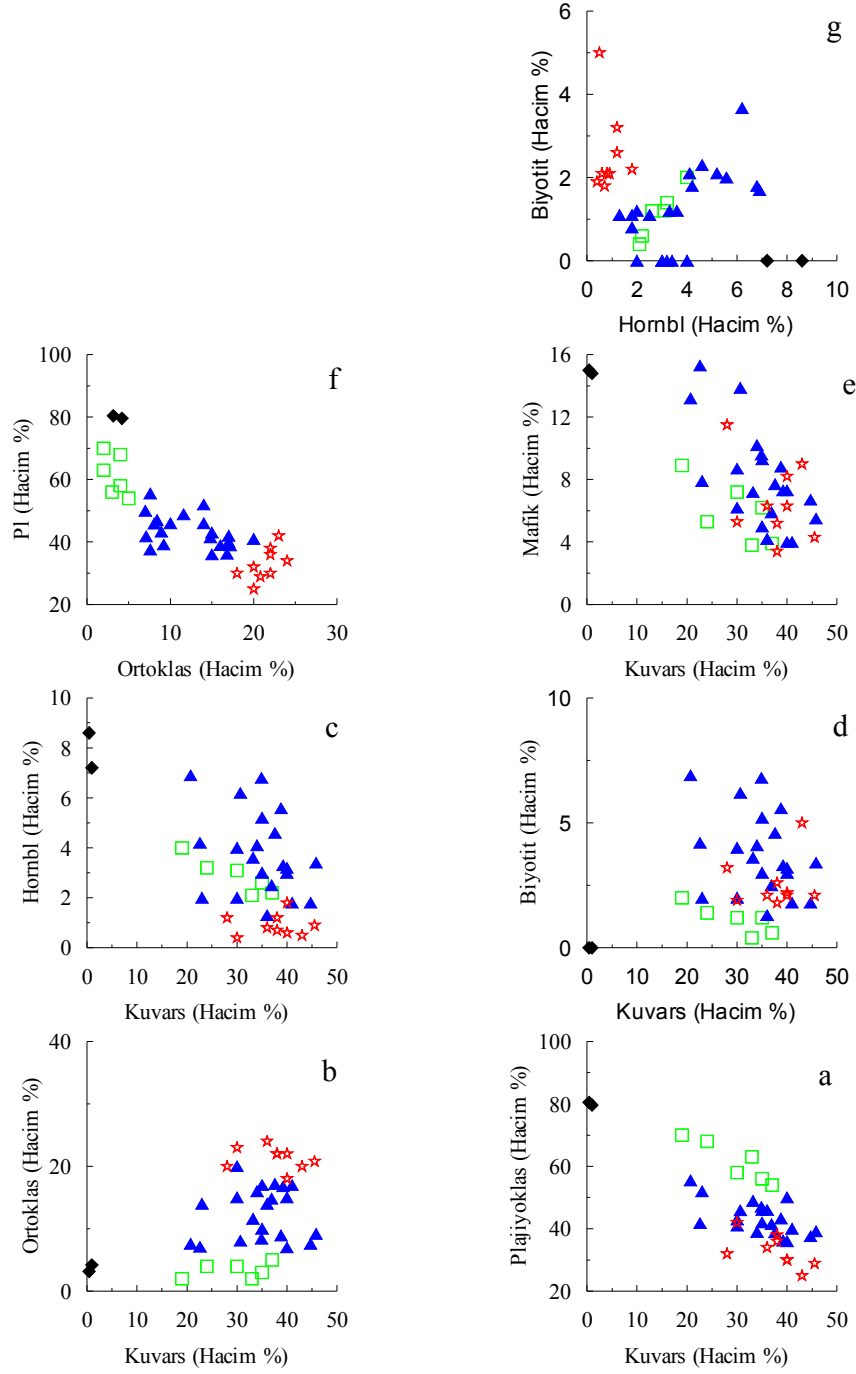 g
Biyotit (Hacim %)
6
4
2
0
0 2 4 6 8 10
Hornbl (Hacim %)
f
Pl (Hacim %)
100
80
60
40
20
0 10 20 30
Ortoklas (Hacim %)
e
Mafik (Hacim %)
16
12
8
4
0
0 10 20 30 40 50
Kuvars (Hacim %)
c
Hornbl (Hacim %)
10
8
6
4
2
0
0 10 20 30 40 50
Kuvars (Hacim %)
d
Biyotit (Hacim %)
10
5
0
0 10 20 30 40 50
Kuvars (Hacim %)
b
Ortoklas (Hacim %)
40
20
0
0 10 20 30 40 50
Kuvars (Hacim %)
a
Plajiyoklas (Hacim %)
100
80
60
40
20
0 10 20 30 40 50
Kuvars (Hacim %)